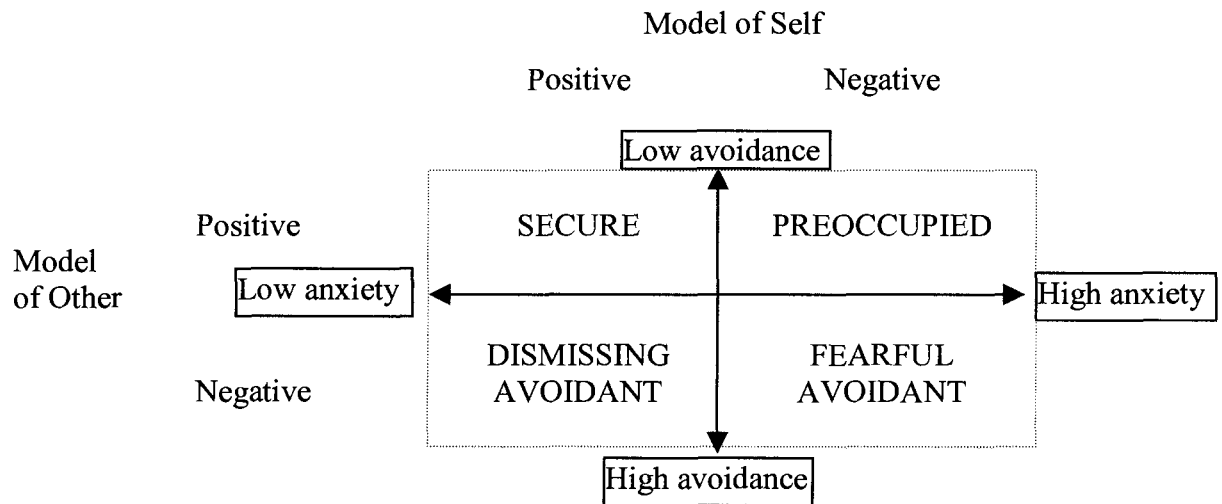 Model of Self
Positive Negative
Low avoidance
Positive SECURE PREOCCUPIED
Model
of Other
Low anxiety High anxiety
DISMISSING
AVOIDANT
FEARFUL
AVOIDANT
Negative
High avoidance